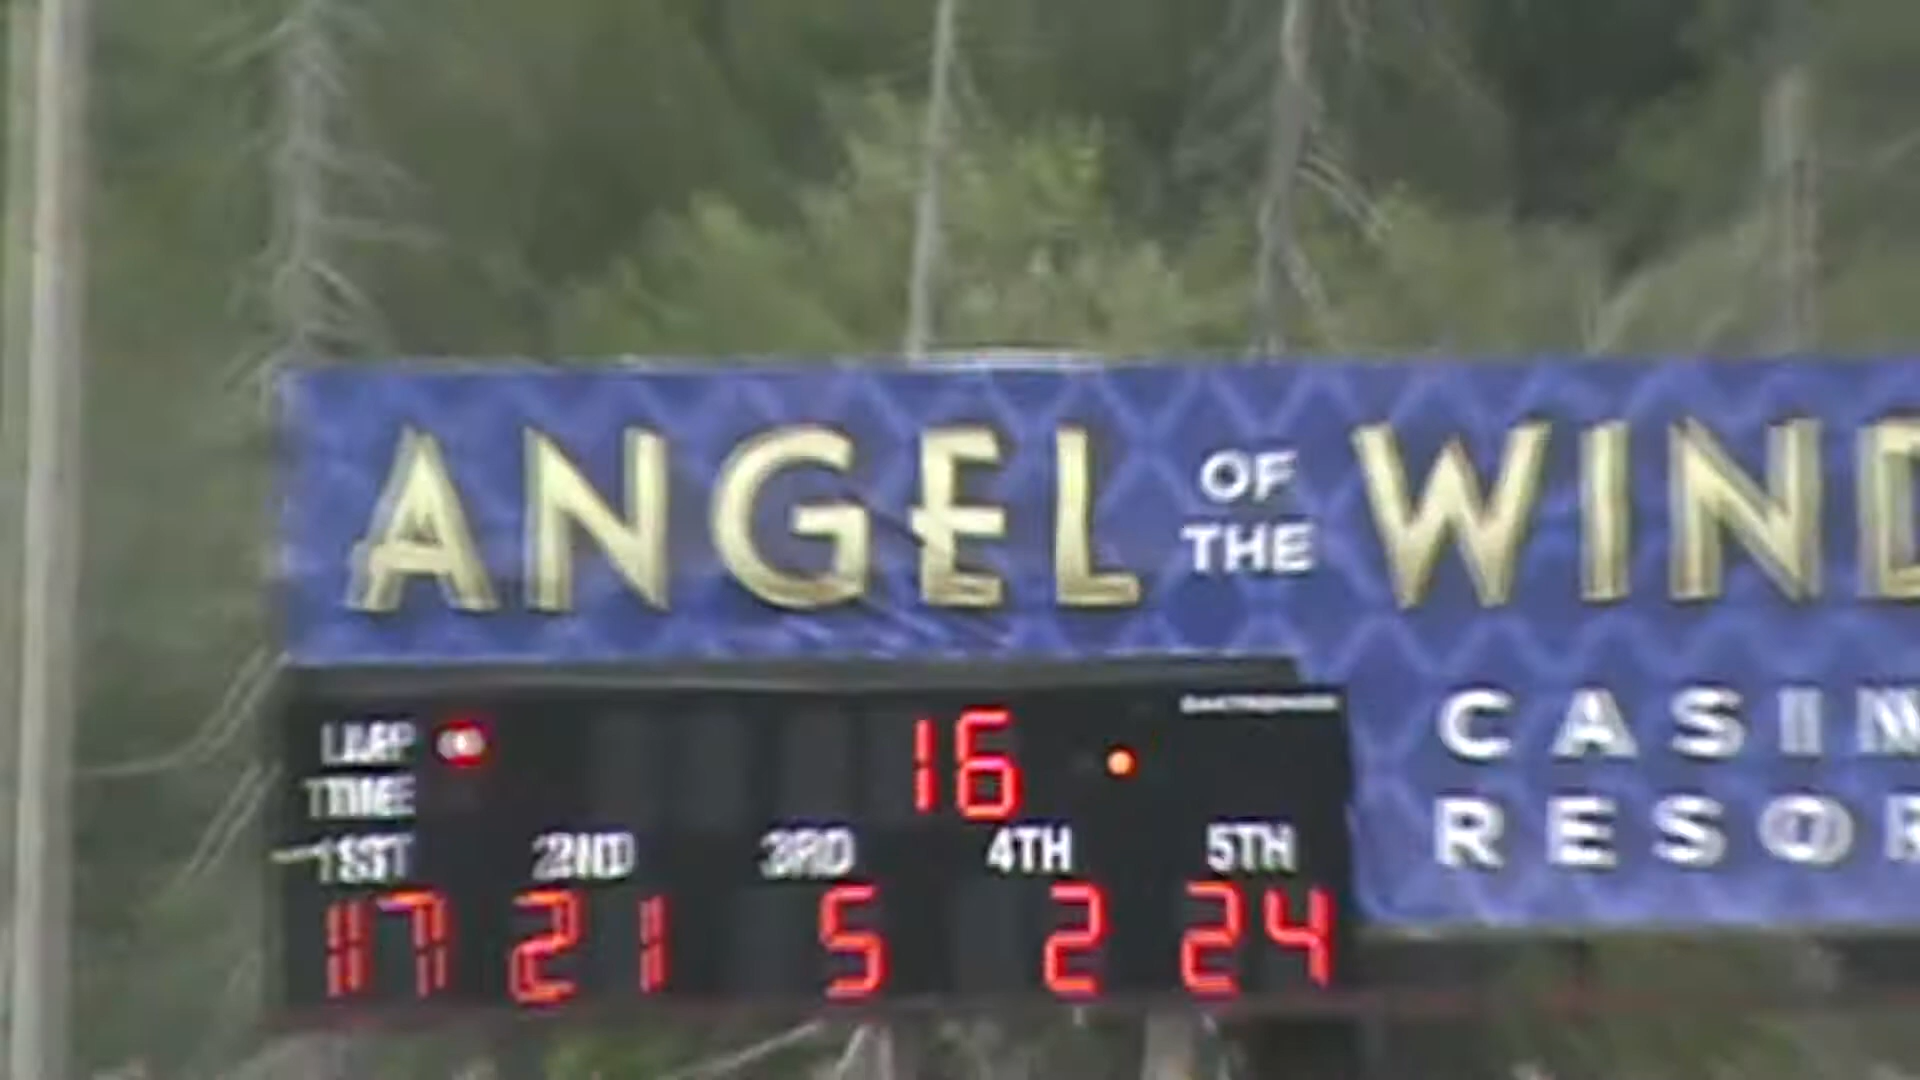 ANGEL OF THE WIND
CASIN
RESOR
LAP 16
TIME
1ST 2ND 3RD 4TH 5TH
17 21 5 2 24